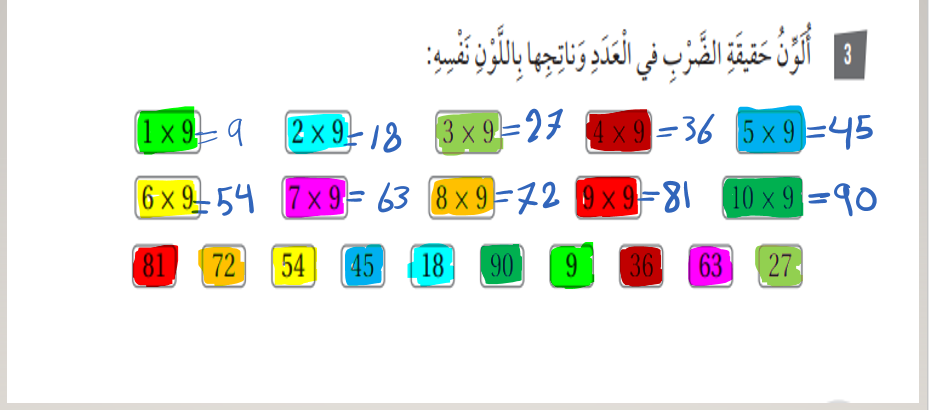 3 أُلَوِّنُ حَقيقَةِ الضَّرْبِ في الْعَدَدِ وَناتِجِها بِاللَّوْنِ نَفْسِهِ:
1 × 9 = 9 2 × 9 = 18 3 × 9 = 27 4 × 9 = 36 5 × 9 = 45
6 × 9 = 54 7 × 9 = 63 8 × 9 = 72 9 × 9 = 81 10 × 9 = 90
81 72 54 45 18 90 9 36 63 27